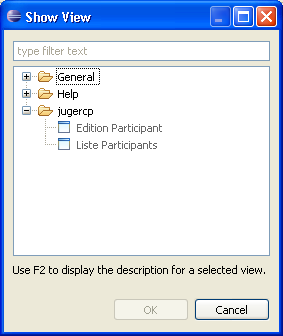 Show View
type filter text
General
Help
jugercp
Edition Participant
Liste Participants
Use F2 to display the description for a selected view.
OK
Cancel